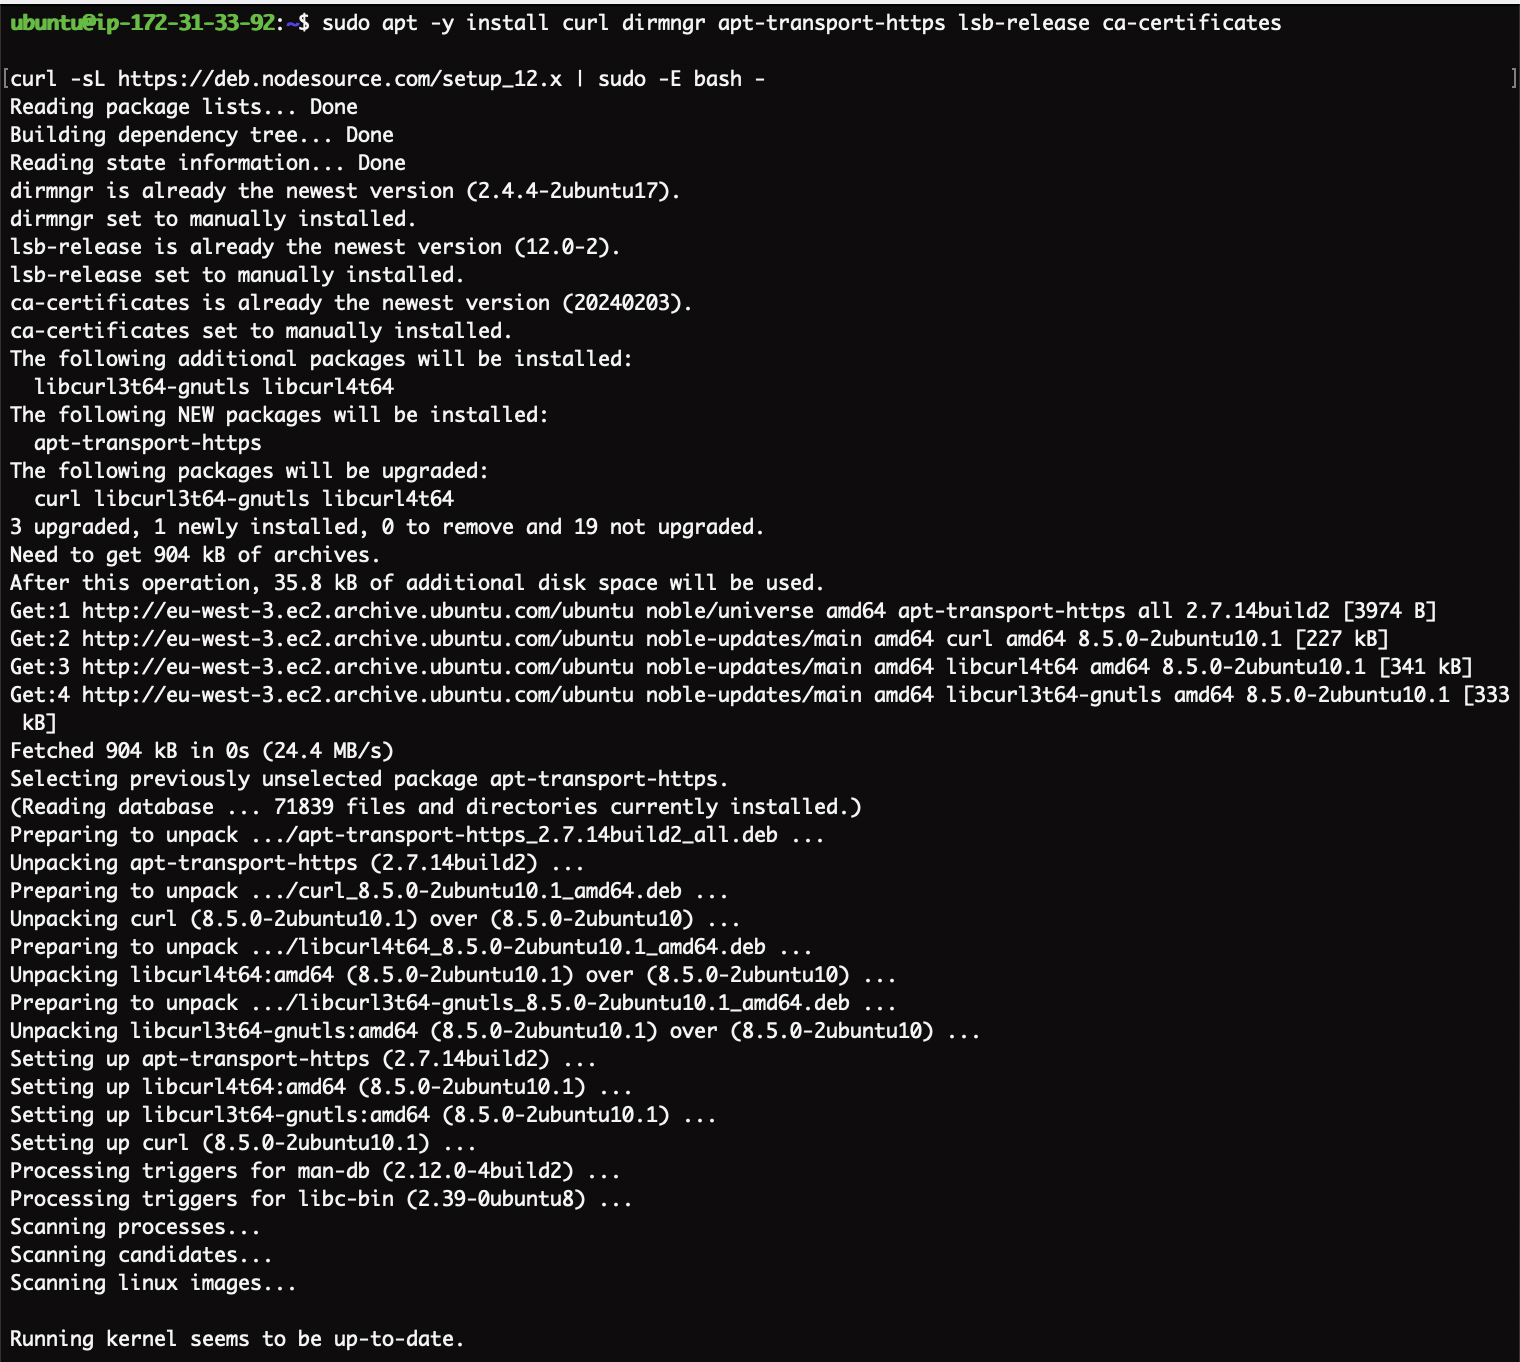 ubuntu@ip-172-31-33-92:~$ sudo apt -y install curl dirmngr apt-transport-https lsb-release ca-certificates
[curl -sL https://deb.nodesource.com/setup_12.x | sudo -E bash - ]
Reading package lists... Done
Building dependency tree... Done
Reading state information... Done
dirmngr is already the newest version (2.4.4-2ubuntu17).
dirmngr set to manually installed.
lsb-release is already the newest version (12.0-2).
lsb-release set to manually installed.
ca-certificates is already the newest version (20240203).
ca-certificates set to manually installed.
The following additional packages will be installed:
  libcurl3t64-gnutls libcurl4t64
The following NEW packages will be installed:
  apt-transport-https
The following packages will be upgraded:
  curl libcurl3t64-gnutls libcurl4t64
3 upgraded, 1 newly installed, 0 to remove and 19 not upgraded.
Need to get 904 kB of archives.
After this operation, 35.8 kB of additional disk space will be used.
Get:1 http://eu-west-3.ec2.archive.ubuntu.com/ubuntu noble/universe amd64 apt-transport-https all 2.7.14build2 [3974 B]
Get:2 http://eu-west-3.ec2.archive.ubuntu.com/ubuntu noble-updates/main amd64 curl amd64 8.5.0-2ubuntu10.1 [227 kB]
Get:3 http://eu-west-3.ec2.archive.ubuntu.com/ubuntu noble-updates/main amd64 libcurl4t64 amd64 8.5.0-2ubuntu10.1 [341 kB]
Get:4 http://eu-west-3.ec2.archive.ubuntu.com/ubuntu noble-updates/main amd64 libcurl3t64-gnutls amd64 8.5.0-2ubuntu10.1 [333
 kB]
Fetched 904 kB in 0s (24.4 MB/s)
Selecting previously unselected package apt-transport-https.
(Reading database ... 71839 files and directories currently installed.)
Preparing to unpack .../apt-transport-https_2.7.14build2_all.deb ...
Unpacking apt-transport-https (2.7.14build2) ...
Preparing to unpack .../curl_8.5.0-2ubuntu10.1_amd64.deb ...
Unpacking curl (8.5.0-2ubuntu10.1) over (8.5.0-2ubuntu10) ...
Preparing to unpack .../libcurl4t64_8.5.0-2ubuntu10.1_amd64.deb ...
Unpacking libcurl4t64:amd64 (8.5.0-2ubuntu10.1) over (8.5.0-2ubuntu10) ...
Preparing to unpack .../libcurl3t64-gnutls_8.5.0-2ubuntu10.1_amd64.deb ...
Unpacking libcurl3t64-gnutls:amd64 (8.5.0-2ubuntu10.1) over (8.5.0-2ubuntu10) ...
Setting up apt-transport-https (2.7.14build2) ...
Setting up libcurl4t64:amd64 (8.5.0-2ubuntu10.1) ...
Setting up libcurl3t64-gnutls:amd64 (8.5.0-2ubuntu10.1) ...
Setting up curl (8.5.0-2ubuntu10.1) ...
Processing triggers for man-db (2.12.0-4build2) ...
Processing triggers for libc-bin (2.39-0ubuntu8) ...
Scanning processes...
Scanning candidates...
Scanning linux images...
Running kernel seems to be up-to-date.